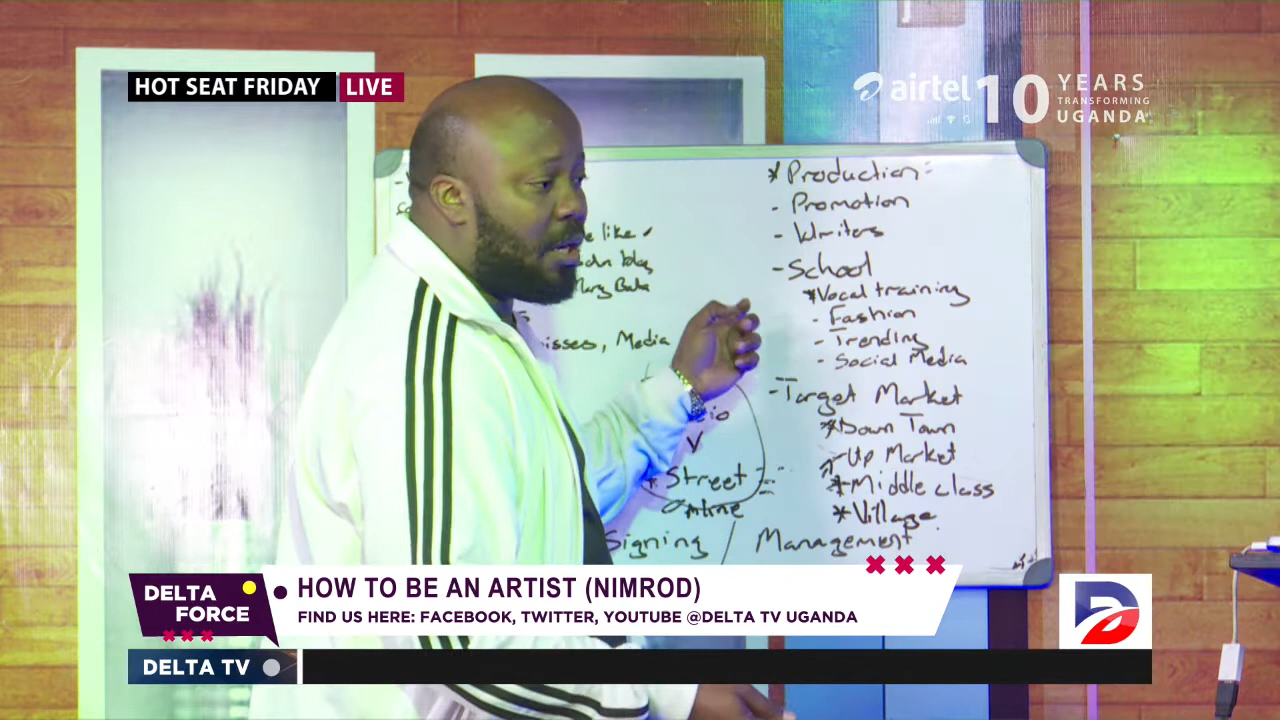 HOT SEAT FRIDAY LIVE
airtel 10 YEARS
TRANSFORMING
UGANDA
* Production:
- Promotion
- Writers
- School
* Vocal training
- Fashion
- Trending
- Social Media
- Target Market
* Down Town
- Up Market
* Middle class
* Village
like
Media
* Street
Online
Signing / Management
DELTA
FORCE
HOW TO BE AN ARTIST (NIMROD)
FIND US HERE: FACEBOOK, TWITTER, YOUTUBE @DELTA TV UGANDA
DELTA TV